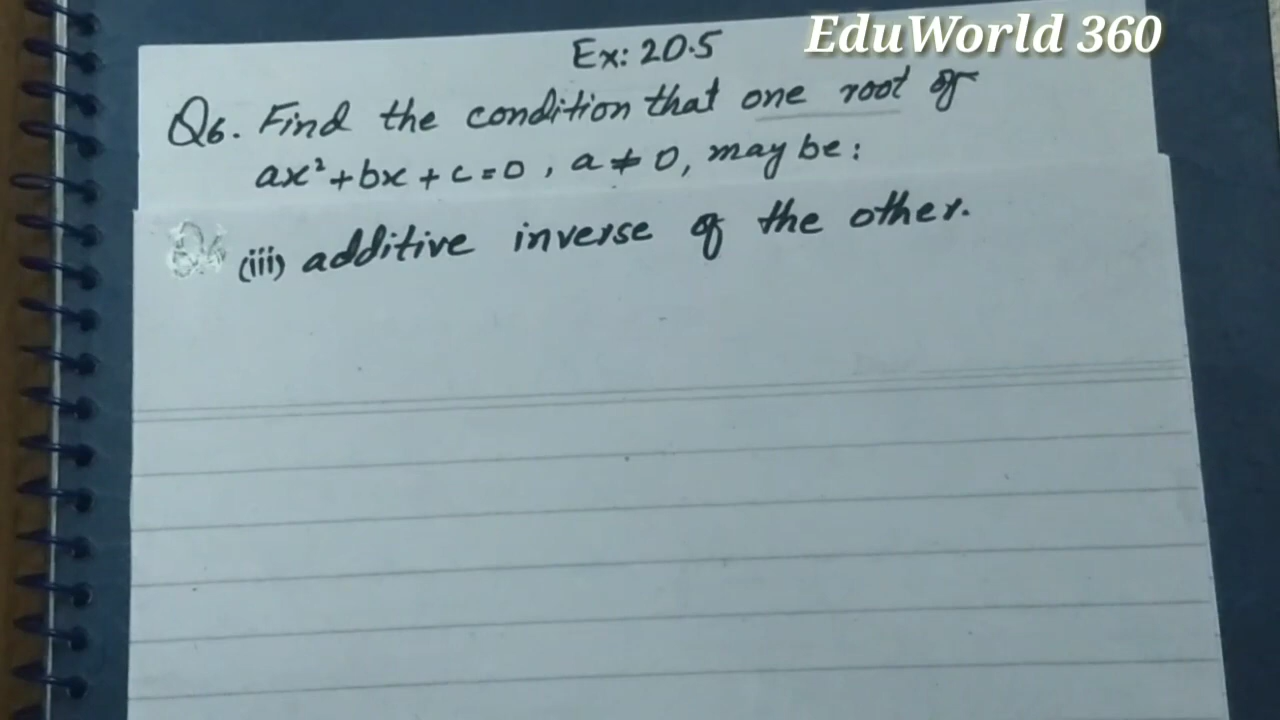 EduWorld 360
Ex: 20.5
Q6. Find the condition that one root of
ax²+bx+c=0, a≠0, may be:
(iii) additive inverse of the other.